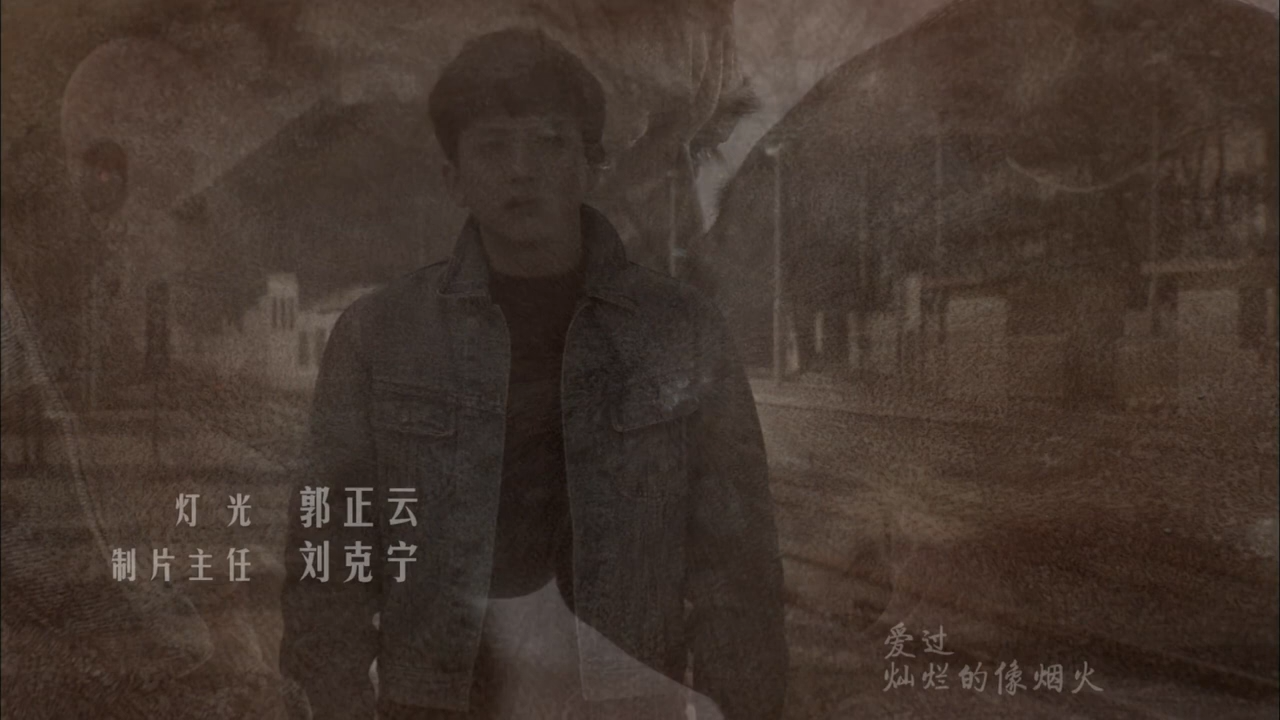 灯光 郭正云
制片主任 刘克宁
爱过
灿烂的像烟火